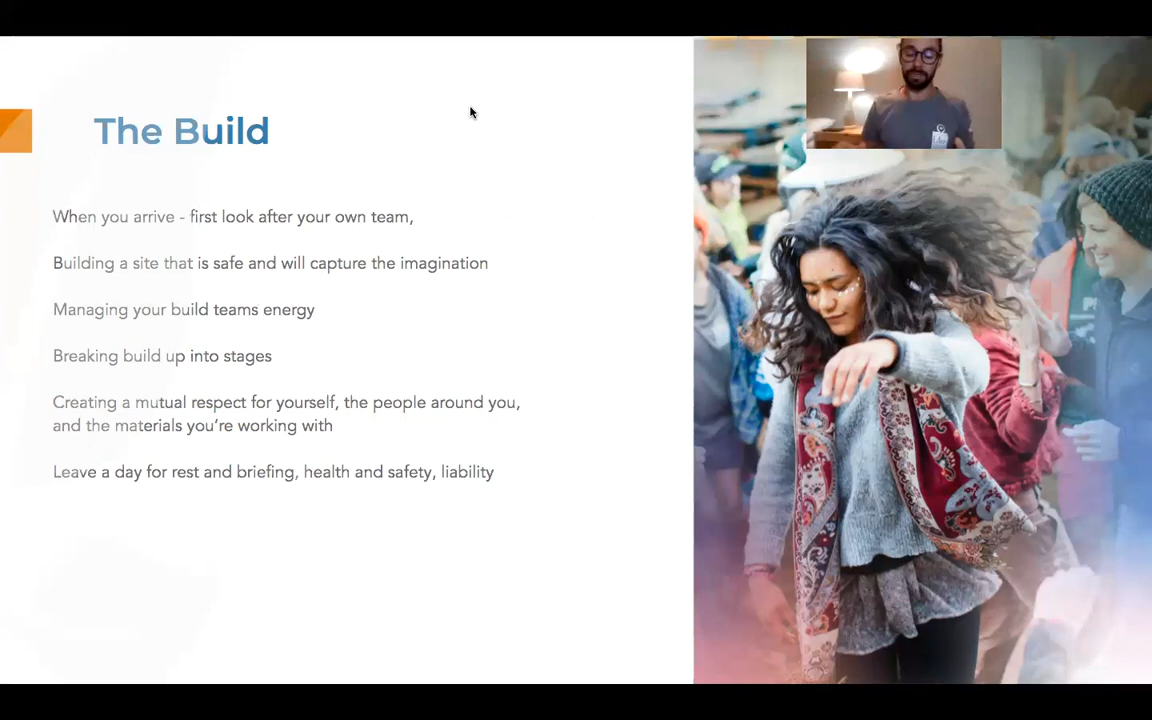 The Build
When you arrive - first look after your own team,
Building a site that is safe and will capture the imagination
Managing your build teams energy
Breaking build up into stages
Creating a mutual respect for yourself, the people around you,
and the materials you're working with
Leave a day for rest and briefing, health and safety, liability